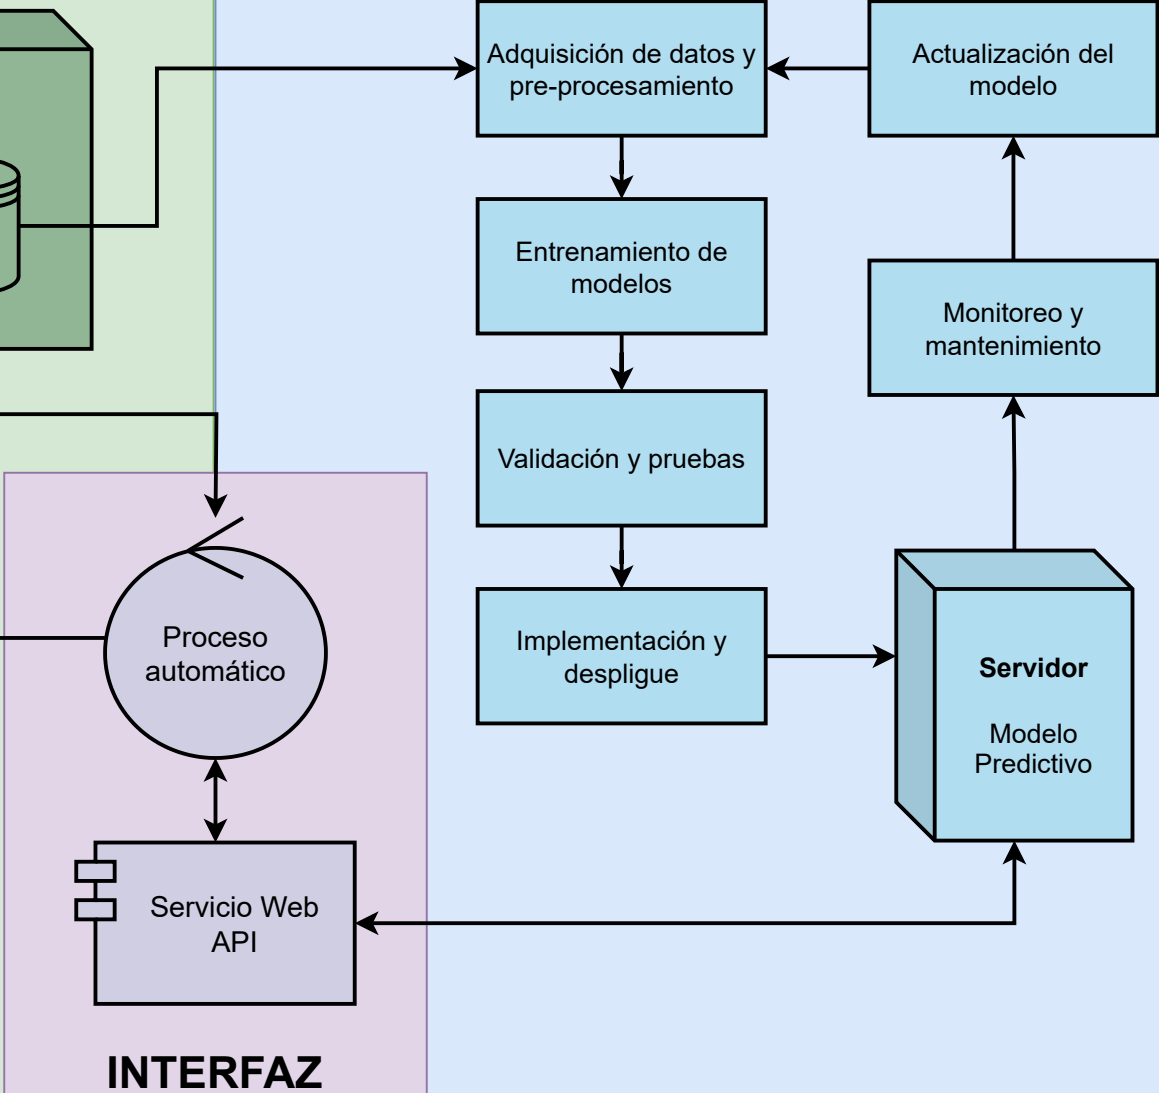 Adquisición de datos y
pre-procesamiento
Actualización del
modelo
Entrenamiento de
modelos
Monitoreo y
mantenimiento
Validación y pruebas
Implementación y
despligue
Servidor
Modelo
Predictivo
Proceso
automático
Servicio Web
API
INTERFAZ